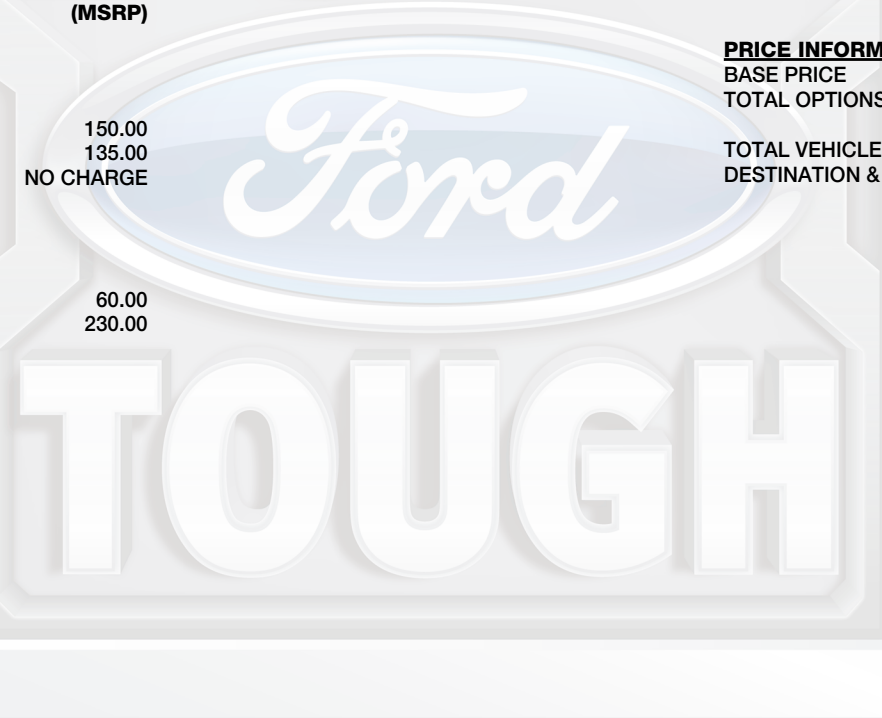 (MSRP)
150.00
135.00
NO CHARGE
60.00
230.00
PRICE INFORM
BASE PRICE
TOTAL OPTIONS
TOTAL VEHICLE
DESTINATION &
Ford
TOUGH